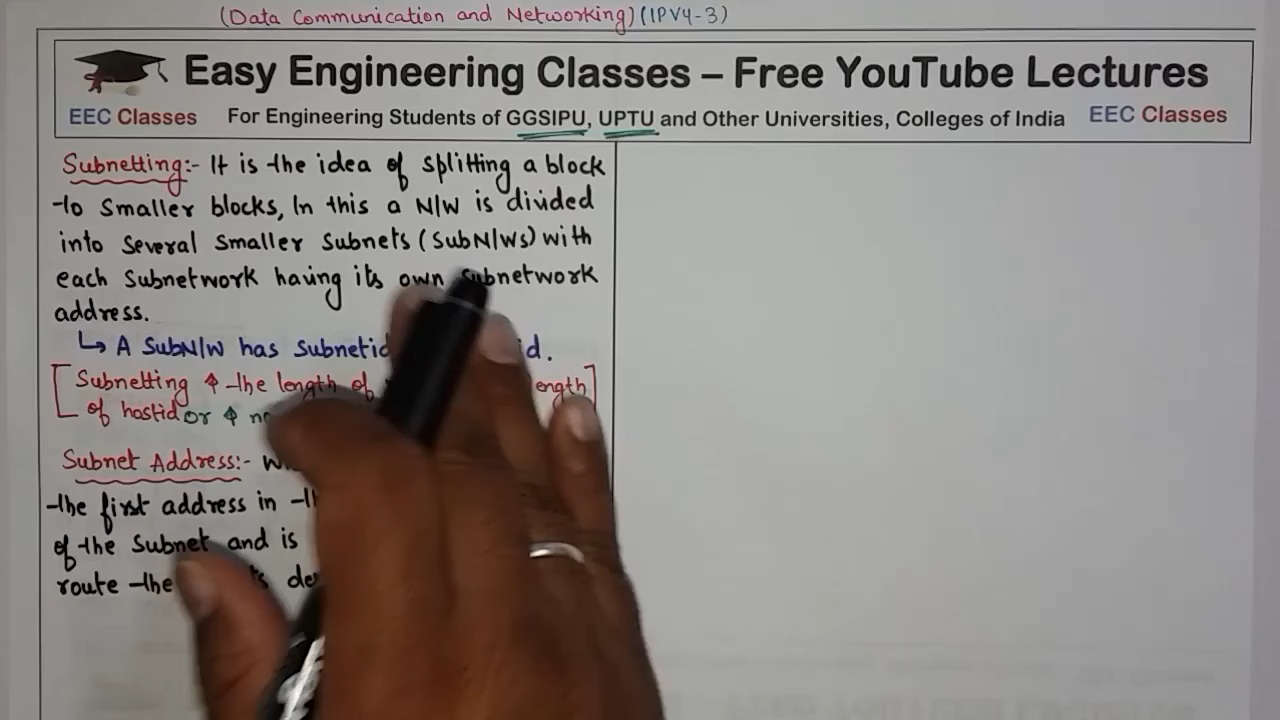 (Data Communication and Networking) (IPV4-3)
Easy Engineering Classes – Free YouTube Lectures
EEC Classes For Engineering Students of GGSIPU, UPTU and Other Universities, Colleges of India EEC Classes
Subnetting:- It is the idea of splitting a block
to smaller blocks, In this a N/W is divided
into several smaller subnets (SubN/Ws) with
each subnetwork having its own subnetwork
address.
↳ A SubN/W has subnetid
[Subnetting ↑ the length of
of hostid or ↑
Subnet Address:-
the first address in
of the subnet and is
route the